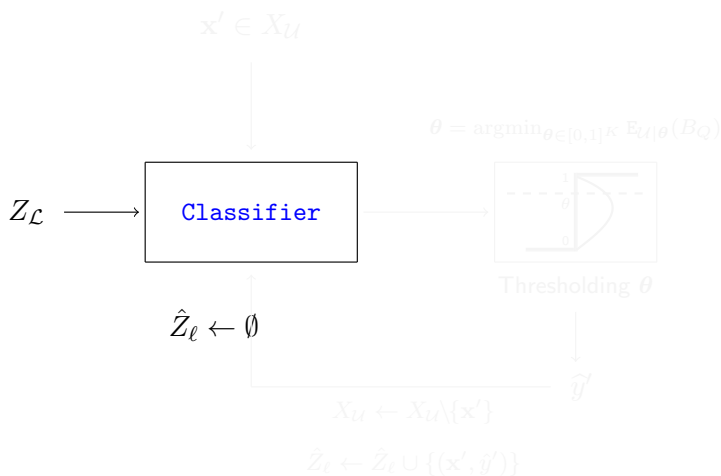 𝐱′ ∈ X_𝒰
𝜽 = argmin_{𝜽∈[0,1]^K} 𝙴_{𝒰|𝜽}(B_Q)
1
Z_ℒ
Classifier
θ
0
Thresholding 𝜽
Ẑ_ℓ ← ∅
ŷ′
X_𝒰 ← X_𝒰\{𝐱′}
Ẑ_ℓ ← Ẑ_ℓ ∪ {(𝐱′, ŷ′)}